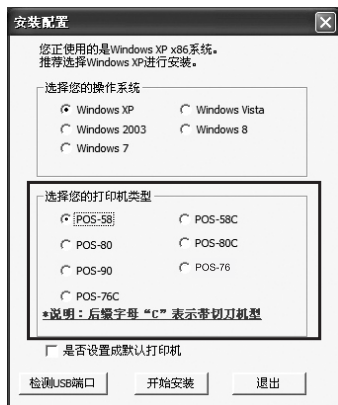 安装配置
您正使用的是Windows XP x86系统。
推荐选择Windows XP进行安装。
选择您的操作系统
Windows XP Windows Vista
Windows 2003 Windows 8
Windows 7
选择您的打印机类型
POS-58 POS-58C
POS-80 POS-80C
POS-90 POS-76
POS-76C
*说明：后缀字母“C”表示带切刀机型
是否设置成默认打印机
检测USB端口 开始安装 退出